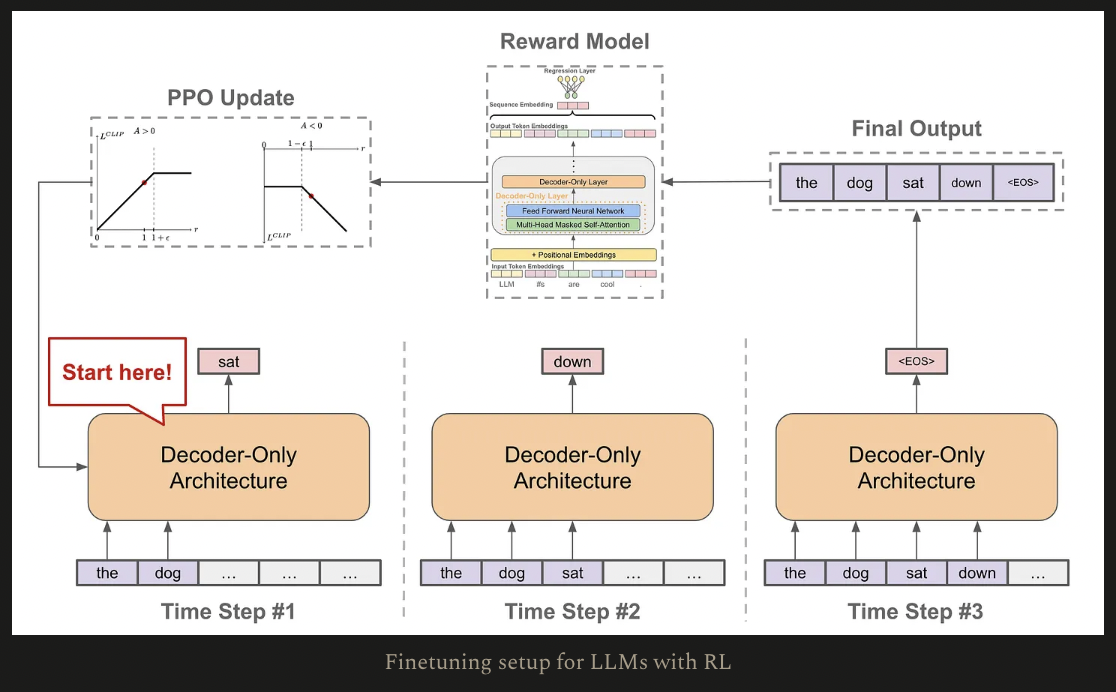 Reward Model
PPO Update
Final Output
L^CLIP A > 0
0 1 1 + ϵ r
A < 0
0 1 − ϵ 1 r
L^CLIP
Regression Layer
Sequence Embedding
Output Token Embeddings
Decoder-Only Layer
Decoder-Only Layer
Feed Forward Neural Network
Multi-Head Masked Self-Attention
+ Positional Embeddings
Input Token Embeddings
LLM #s are cool .
the dog sat down <EOS>
Start here!
sat
down
<EOS>
Decoder-Only
Architecture
Decoder-Only
Architecture
Decoder-Only
Architecture
the dog ... ... ...
the dog sat ... ...
the dog sat down ...
Time Step #1
Time Step #2
Time Step #3
Finetuning setup for LLMs with RL